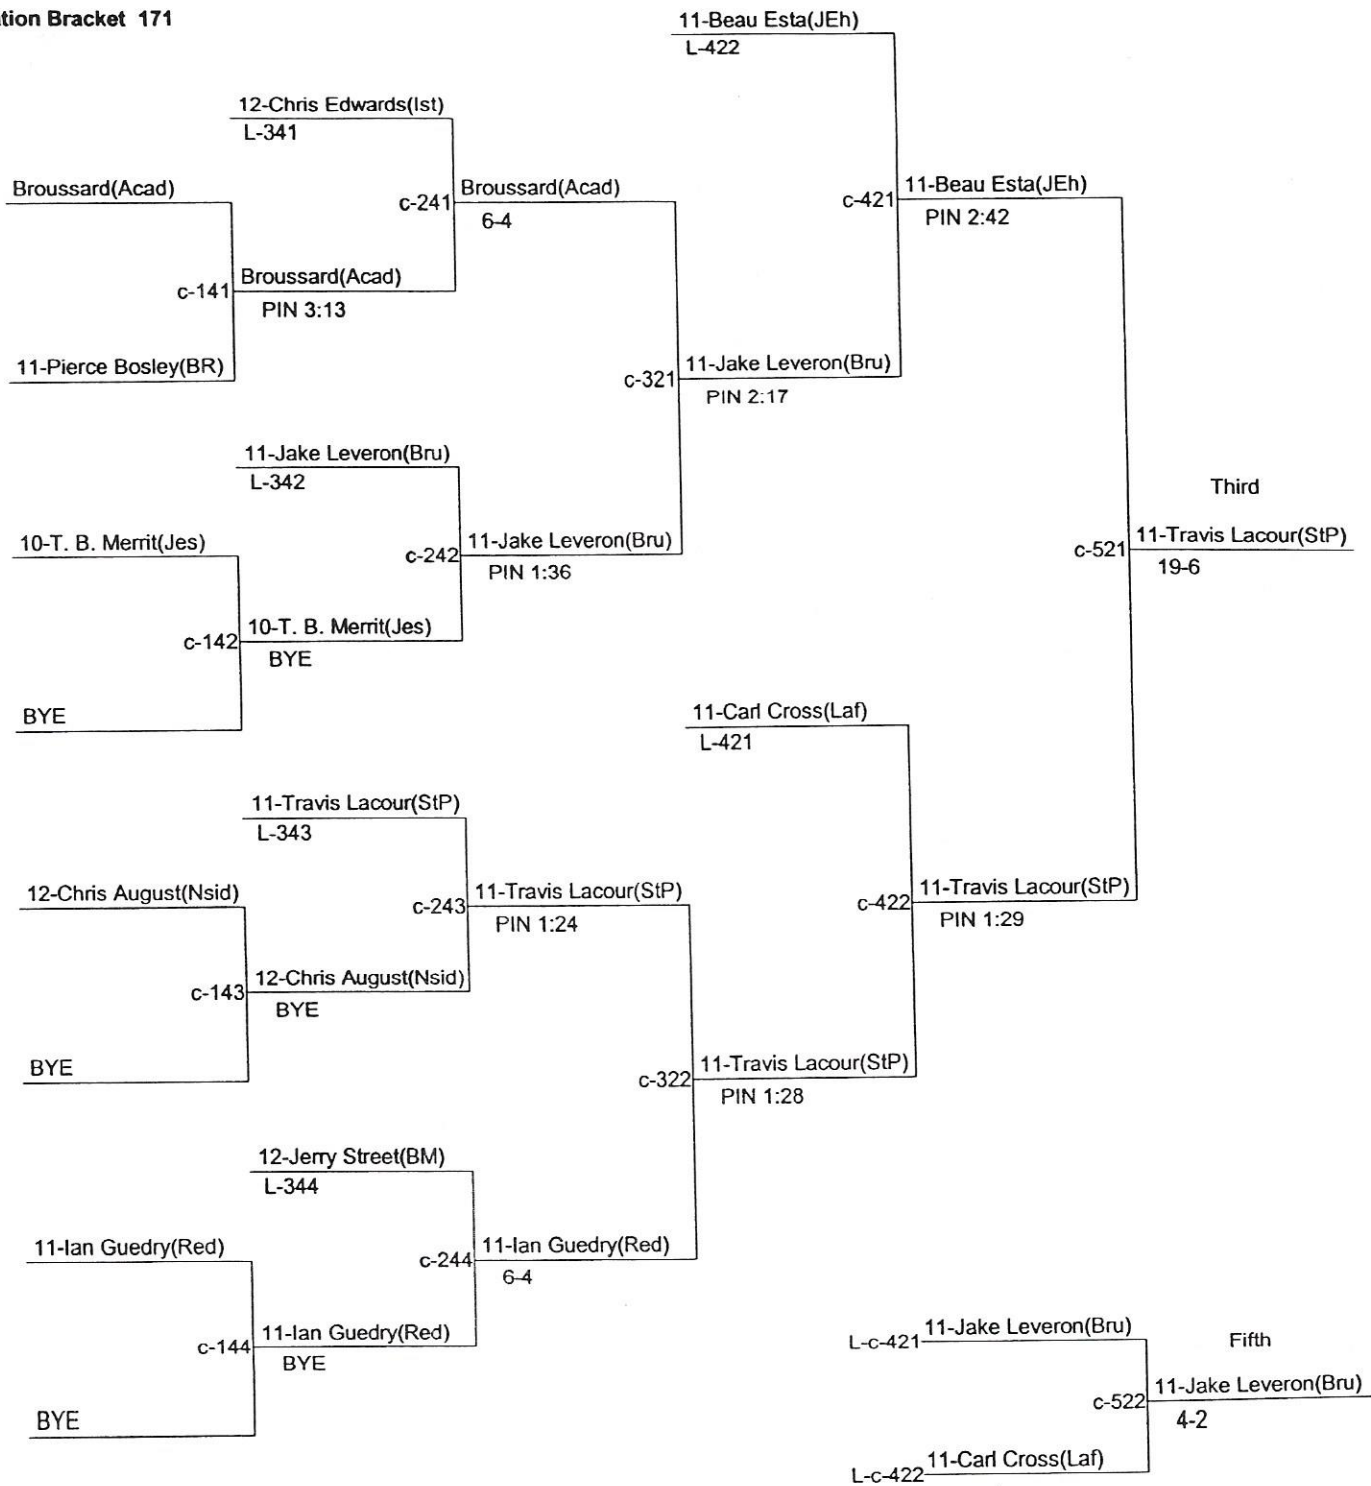 ation Bracket 171
11-Beau Esta(JEh)
L-422
12-Chris Edwards(Ist)
L-341
Broussard(Acad)
c-241
Broussard(Acad)
6-4
c-421
11-Beau Esta(JEh)
PIN 2:42
c-141
Broussard(Acad)
PIN 3:13
11-Pierce Bosley(BR)
c-321
11-Jake Leveron(Bru)
PIN 2:17
11-Jake Leveron(Bru)
L-342
Third
10-T. B. Merrit(Jes)
c-242
11-Jake Leveron(Bru)
PIN 1:36
c-521
11-Travis Lacour(StP)
19-6
c-142
10-T. B. Merrit(Jes)
BYE
BYE
11-Carl Cross(Laf)
L-421
11-Travis Lacour(StP)
L-343
12-Chris August(Nsid)
c-243
11-Travis Lacour(StP)
PIN 1:24
c-422
11-Travis Lacour(StP)
PIN 1:29
c-143
12-Chris August(Nsid)
BYE
BYE
c-322
11-Travis Lacour(StP)
PIN 1:28
12-Jerry Street(BM)
L-344
11-Ian Guedry(Red)
c-244
11-Ian Guedry(Red)
6-4
c-144
11-Ian Guedry(Red)
BYE
BYE
L-c-421
11-Jake Leveron(Bru)
Fifth
c-522
11-Jake Leveron(Bru)
4-2
L-c-422
11-Carl Cross(Laf)